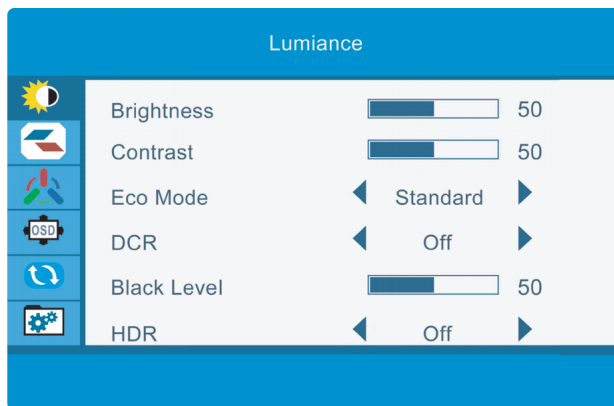 Lumiance
Brightness 50
Contrast 50
Eco Mode Standard
OSD
DCR Off
Black Level 50
HDR Off